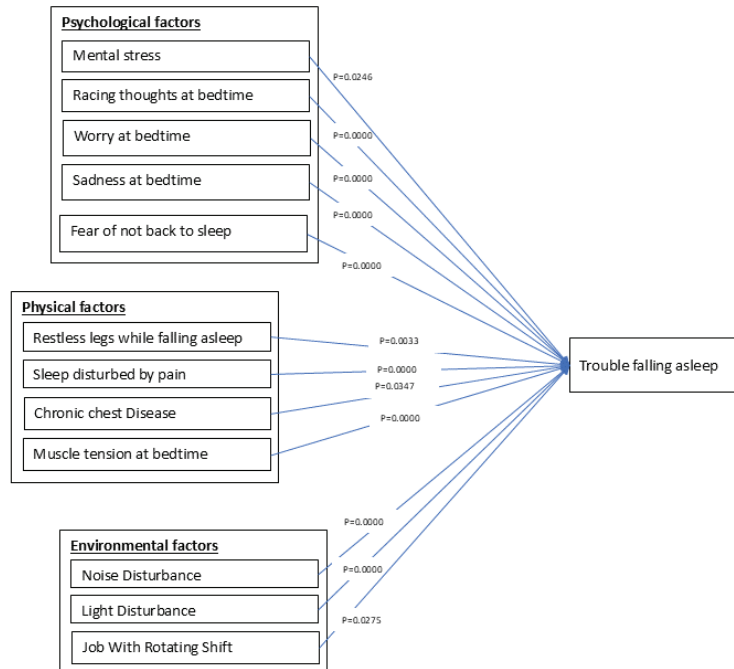 Psychological factors
Mental stress
P=0.0246
Racing thoughts at bedtime
P=0.0000
Worry at bedtime
P=0.0000
Sadness at bedtime
P=0.0000
Fear of not back to sleep
P=0.0000
Physical factors
Restless legs while falling asleep
P=0.0033
Sleep disturbed by pain
P=0.0000
Chronic chest Disease
P=0.0347
Muscle tension at bedtime
P=0.0000
Trouble falling asleep
Environmental factors
Noise Disturbance
P=0.0000
Light Disturbance
P=0.0000
Job With Rotating Shift
P=0.0275